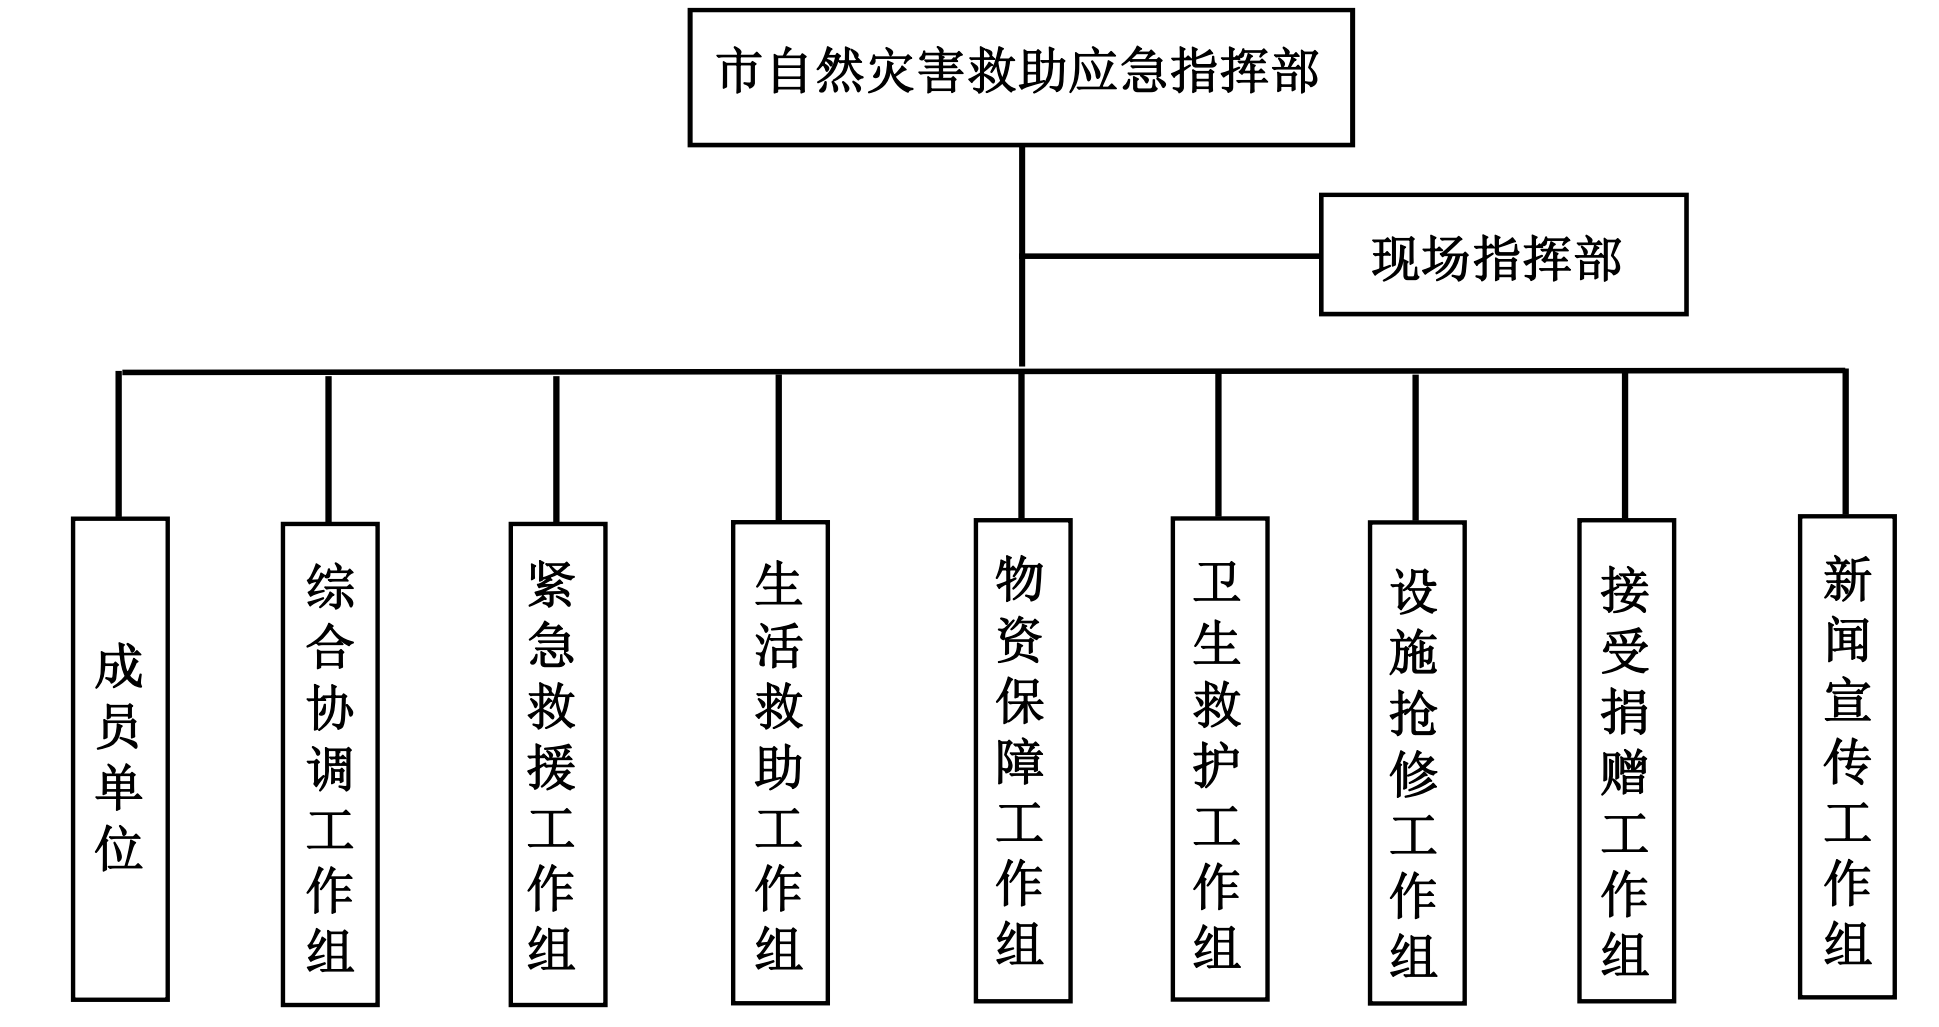 市自然灾害救助应急指挥部
现场指挥部
成员单位
综合协调工作组
紧急救援工作组
生活救助工作组
物资保障工作组
卫生救护工作组
设施抢修工作组
接受捐赠工作组
新闻宣传工作组